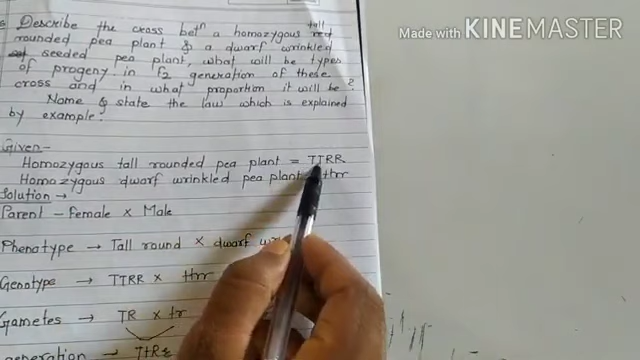 Describe the cross betn a homozygous tall
rounded pea plant & a dwarf wrinkled
seeded pea plant, what will be types
of progeny in F2 generation of these
cross and in what proportion it will be?
Name & state the law which is explained
by example.
Given-
Homozygous tall rounded pea plant = TTRR
Homozygous dwarf wrinkled pea plant ttrr
Solution →
Parent - Female × Male
Phenotype → Tall round × dwarf
Genotype → TTRR × ttrr
Gametes → TR × tr
generation → TtRr
Made with KINEMASTER